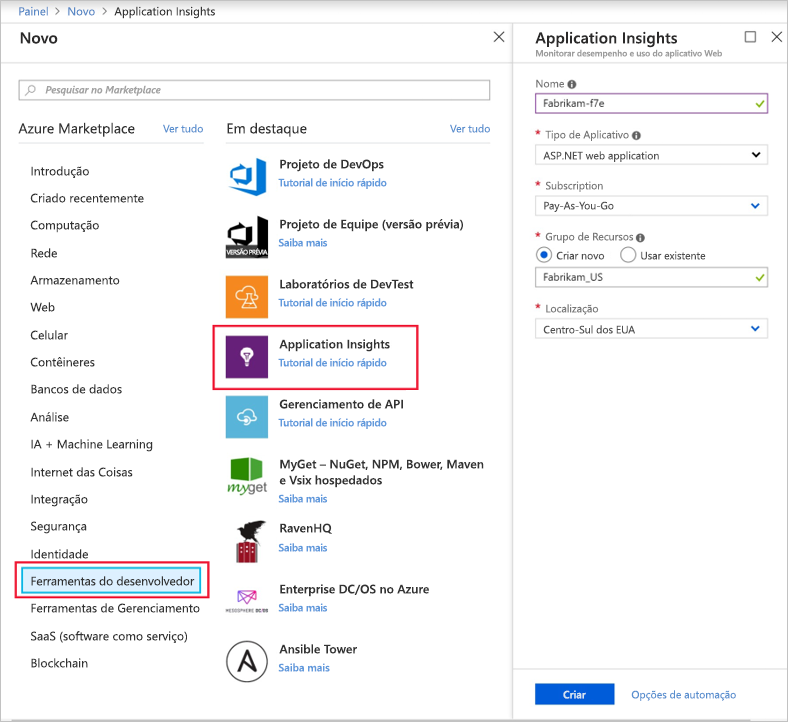 Painel > Novo > Application Insights
Novo
Pesquisar no Marketplace
Azure Marketplace
Ver tudo
Introdução
Criado recentemente
Computação
Rede
Armazenamento
Web
Celular
Contêineres
Bancos de dados
Análise
IA + Machine Learning
Internet das Coisas
Integração
Segurança
Identidade
Ferramentas do desenvolvedor
Ferramentas de Gerenciamento
SaaS (software como serviço)
Blockchain
Em destaque
Ver tudo
Projeto de DevOps
Tutorial de início rápido
VERSÃO PRÉVIA
Projeto de Equipe (versão prévia)
Saiba mais
Laboratórios de DevTest
Tutorial de início rápido
Application Insights
Tutorial de início rápido
Gerenciamento de API
Tutorial de início rápido
myget
MyGet – NuGet, NPM, Bower, Maven
e Vsix hospedados
Saiba mais
RavenHQ
Saiba mais
MESOSPHERE DC/OS
Enterprise DC/OS no Azure
Saiba mais
Ansible Tower
Saiba mais
Application Insights
Monitorar desempenho e uso do aplicativo Web
Nome
Fabrikam-f7e
* Tipo de Aplicativo
ASP.NET web application
* Subscription
Pay-As-You-Go
* Grupo de Recursos
Criar novo
Usar existente
Fabrikam_US
* Localização
Centro-Sul dos EUA
Criar
Opções de automação